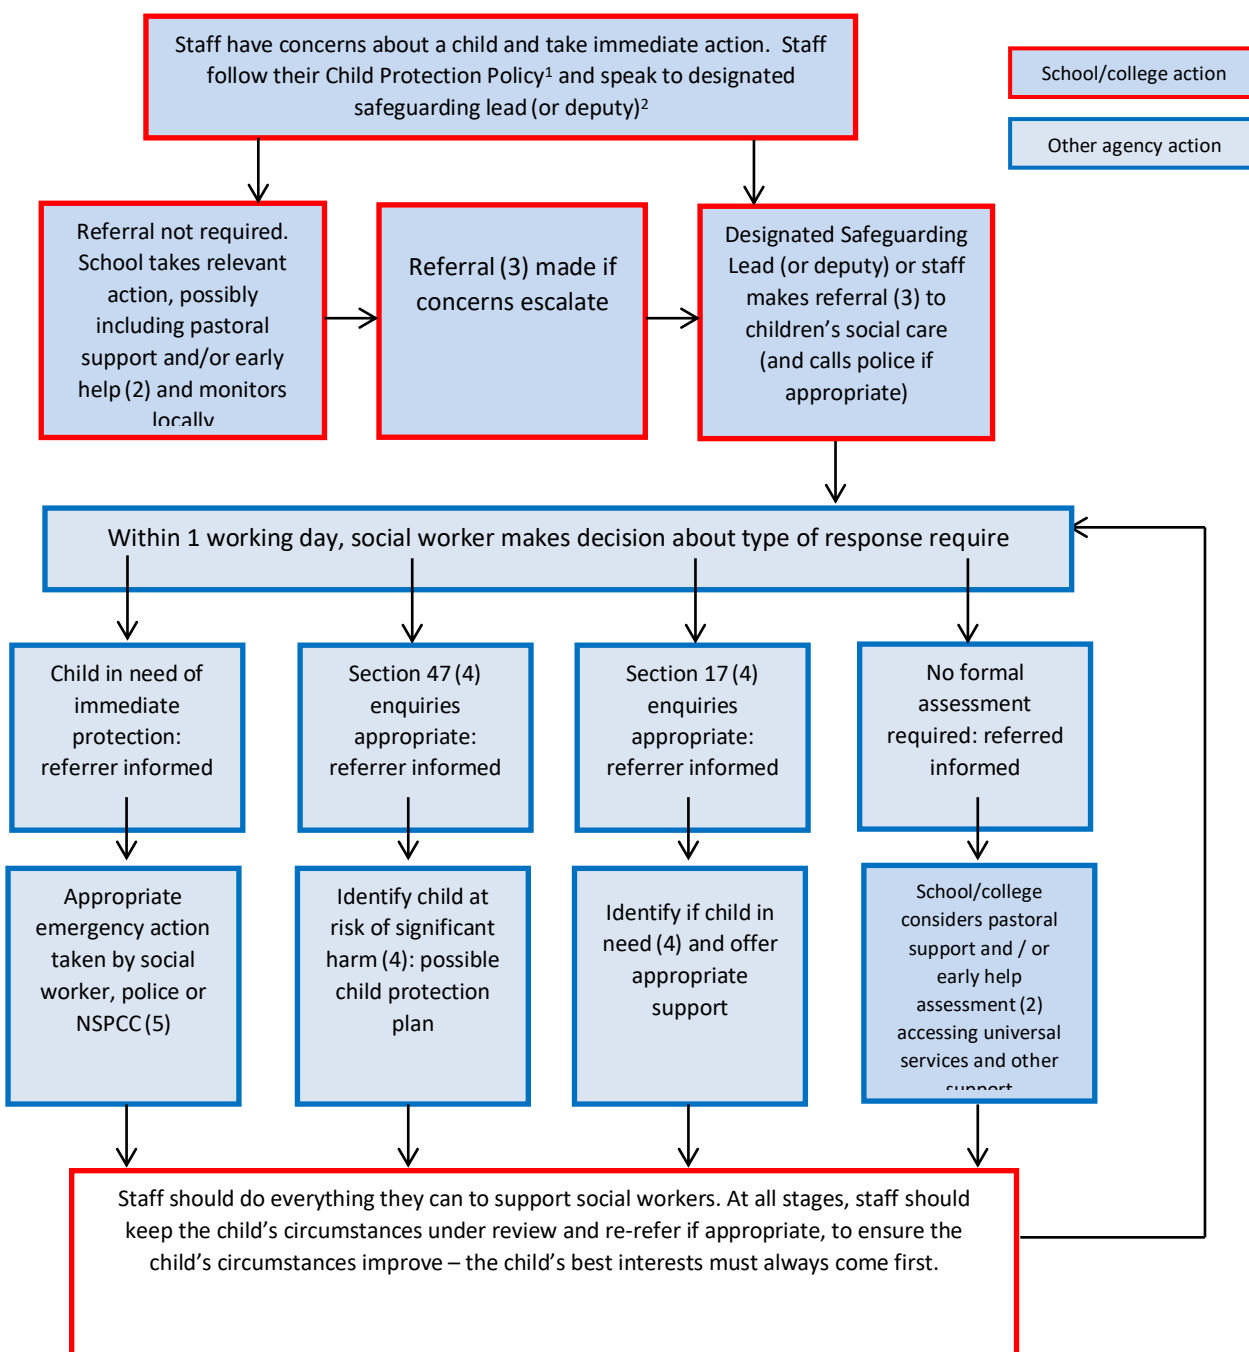 Staff have concerns about a child and take immediate action.  Staff
follow their Child Protection Policy1 and speak to designated
safeguarding lead (or deputy)2
School/college action
Other agency action
Referral not required.
School takes relevant
action, possibly
including pastoral
support and/or early
help (2) and monitors
locally
Referral (3) made if
concerns escalate
Designated Safeguarding
Lead (or deputy) or staff
makes referral (3) to
children’s social care
(and calls police if
appropriate)
Within 1 working day, social worker makes decision about type of response require
Child in need of
immediate
protection:
referrer informed
Section 47 (4)
enquiries
appropriate:
referrer informed
Section 17 (4)
enquiries
appropriate:
referrer informed
No formal
assessment
required: referred
informed
Appropriate
emergency action
taken by social
worker, police or
NSPCC (5)
Identify child at
risk of significant
harm (4): possible
child protection
plan
Identify if child in
need (4) and offer
appropriate
support
School/college
considers pastoral
support and / or
early help
assessment (2)
accessing universal
services and other
support
Staff should do everything they can to support social workers. At all stages, staff should
keep the child’s circumstances under review and re-refer if appropriate, to ensure the
child’s circumstances improve – the child’s best interests must always come first.